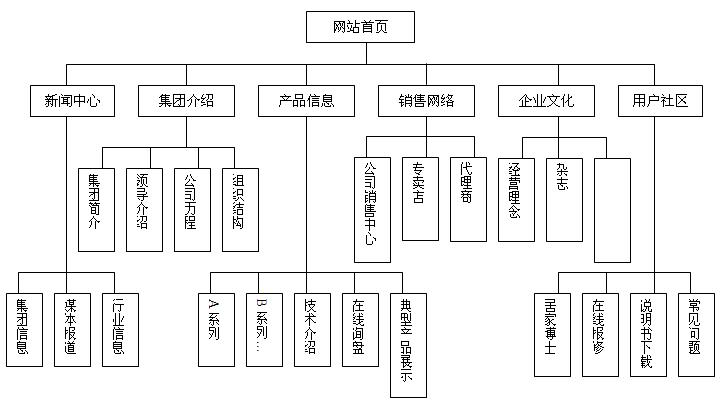 网站首页
新闻中心
集团介绍
产品信息
销售网络
企业文化
用户社区
集团简介
领导介绍
公司历程
组织结构
公司销售中心
专卖店
代理商
经营理念
杂志
集团信息
媒体报道
行业信息
A系列
B系列...
技术介绍
在线询盘
典型产品展示
居家博士
在线报修
说明书下载
常见问题